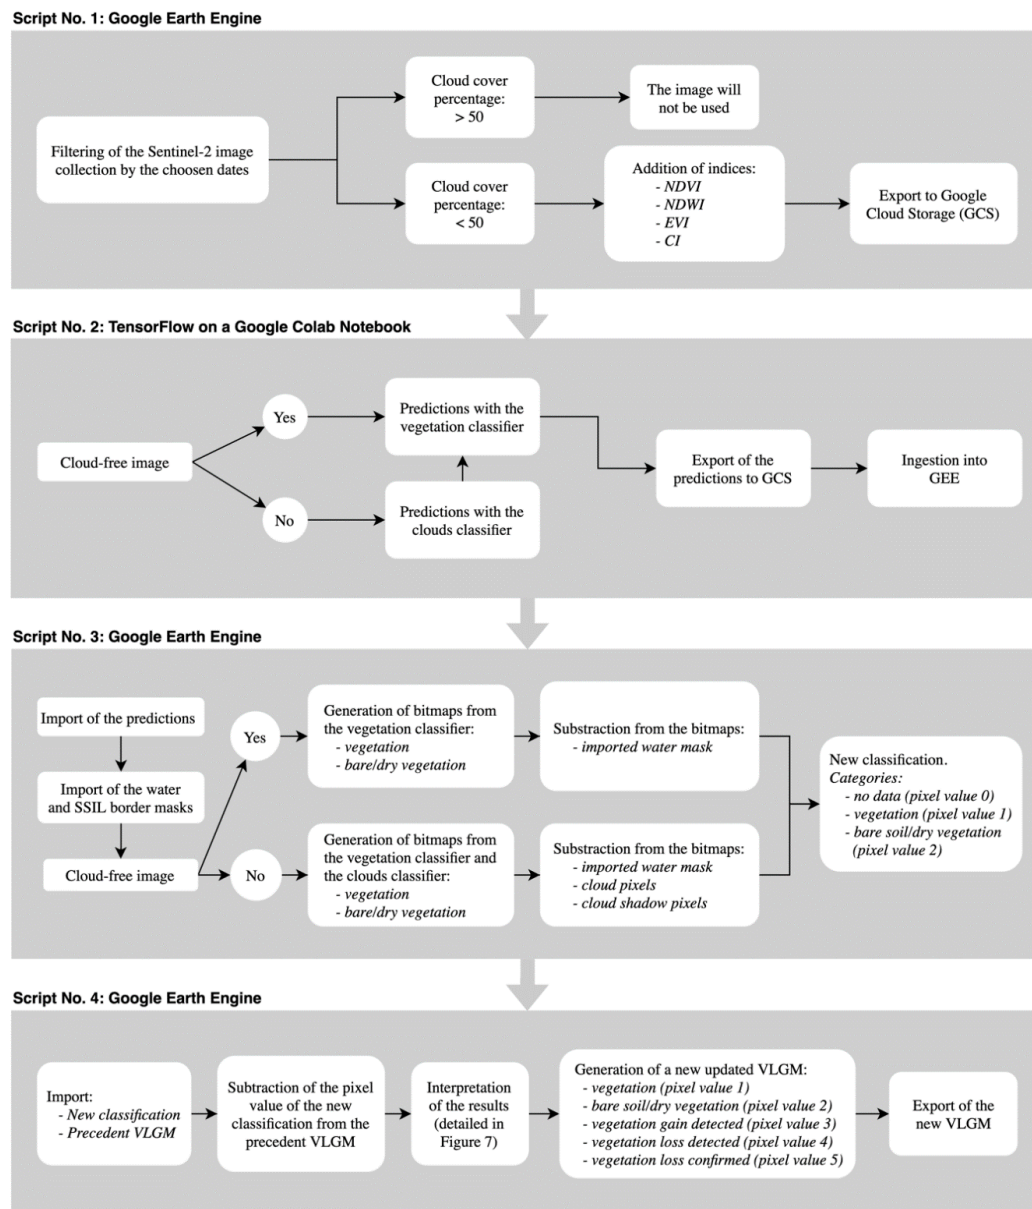 Script No. 1: Google Earth Engine
Filtering of the Sentinel-2 image
collection by the choosen dates
Cloud cover
percentage:
> 50
The image will
not be used
Cloud cover
percentage:
< 50
Addition of indices:
- NDVI
- NDWI
- EVI
- CI
Export to Google
Cloud Storage (GCS)
Script No. 2: TensorFlow on a Google Colab Notebook
Cloud-free image
Yes
No
Predictions with the
vegetation classifier
Predictions with the
clouds classifier
Export of the
predictions to GCS
Ingestion into
GEE
Script No. 3: Google Earth Engine
Import of the predictions
Import of the water
and SSIL border masks
Cloud-free image
Yes
No
Generation of bitmaps from
the vegetation classifier:
- vegetation
- bare/dry vegetation
Substraction from the bitmaps:
- imported water mask
Generation of bitmaps from
the vegetation classifier and
the clouds classifier:
- vegetation
- bare/dry vegetation
Substraction from the bitmaps:
- imported water mask
- cloud pixels
- cloud shadow pixels
New classification.
Categories:
- no data (pixel value 0)
- vegetation (pixel value 1)
- bare soil/dry vegetation
(pixel value 2)
Script No. 4: Google Earth Engine
Import:
- New classification
- Precedent VLGM
Subtraction of the pixel
value of the new
classification from the
precedent VLGM
Interpretation
of the results
(detailed in
Figure 7)
Generation of a new updated VLGM:
- vegetation (pixel value 1)
- bare soil/dry vegetation (pixel value 2)
- vegetation gain detected (pixel value 3)
- vegetation loss detected (pixel value 4)
- vegetation loss confirmed (pixel value 5)
Export of the
new VLGM